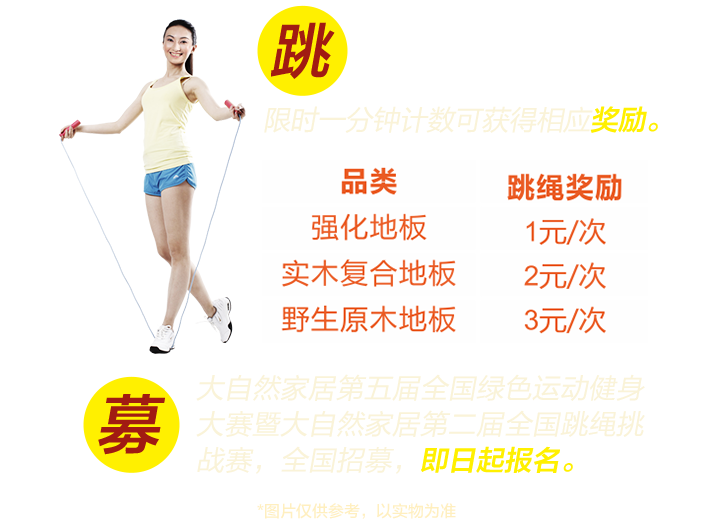 跳
限时一分钟计数可获得相应奖励。
品类 跳绳奖励
强化地板 1元/次
实木复合地板 2元/次
野生原木地板 3元/次
募
大自然家居第五届全国绿色运动健身
大赛暨大自然家居第二届全国跳绳挑
战赛，全国招募，即日起报名。
*图片仅供参考，以实物为准